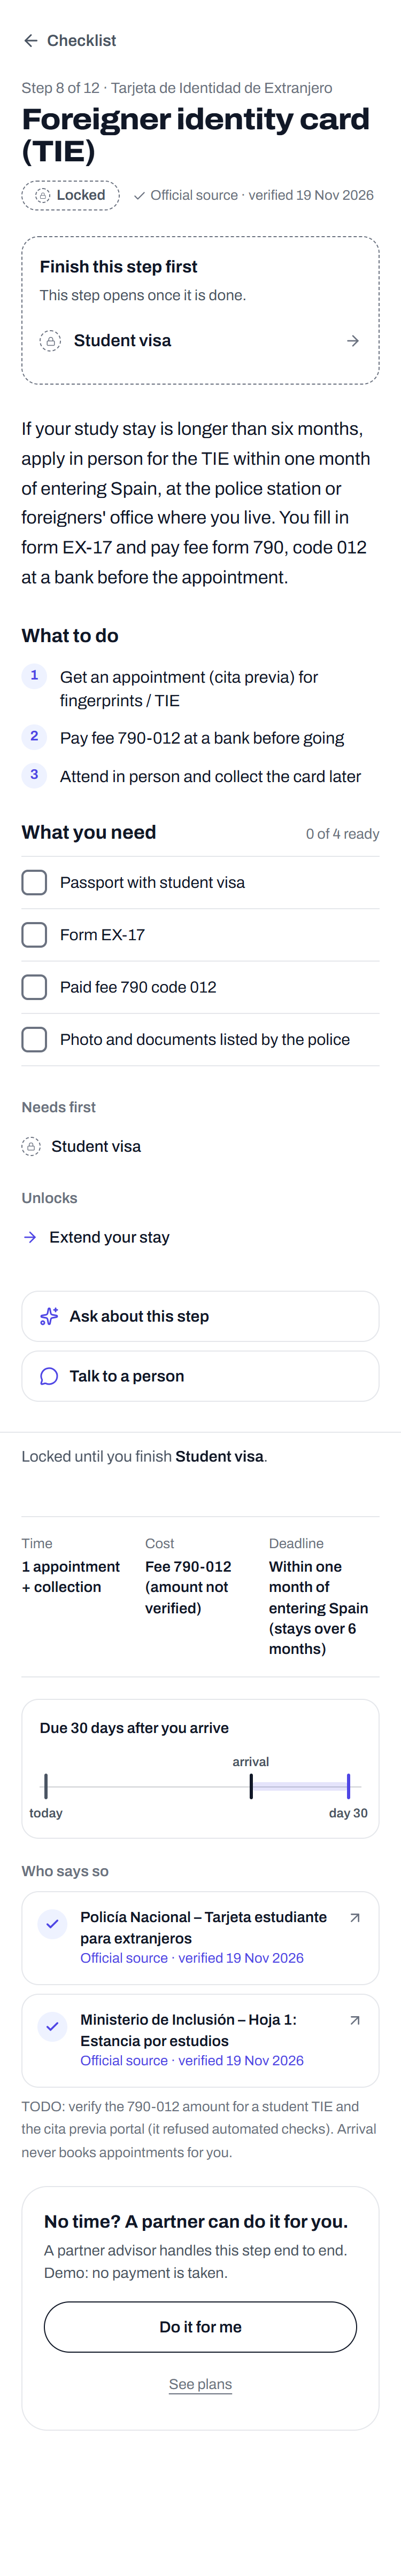 Checklist
Step 8 of 12 · Tarjeta de Identidad de Extranjero
Foreigner identity card
(TIE)
Locked
Official source · verified 19 Nov 2026
Finish this step first
This step opens once it is done.
Student visa
If your study stay is longer than six months,
apply in person for the TIE within one month
of entering Spain, at the police station or
foreigners' office where you live. You fill in
form EX-17 and pay fee form 790, code 012
at a bank before the appointment.
What to do
1 Get an appointment (cita previa) for
fingerprints / TIE
2 Pay fee 790-012 at a bank before going
3 Attend in person and collect the card later
What you need 0 of 4 ready
Passport with student visa
Form EX-17
Paid fee 790 code 012
Photo and documents listed by the police
Needs first
Student visa
Unlocks
Extend your stay
Ask about this step
Talk to a person
Locked until you finish Student visa.
Time
1 appointment
+ collection
Cost
Fee 790-012
(amount not
verified)
Deadline
Within one
month of
entering Spain
(stays over 6
months)
Due 30 days after you arrive
arrival
today
day 30
Who says so
Policía Nacional – Tarjeta estudiante
para extranjeros
Official source · verified 19 Nov 2026
Ministerio de Inclusión – Hoja 1:
Estancia por estudios
Official source · verified 19 Nov 2026
TODO: verify the 790-012 amount for a student TIE and
the cita previa portal (it refused automated checks). Arrival
never books appointments for you.
No time? A partner can do it for you.
A partner advisor handles this step end to end.
Demo: no payment is taken.
Do it for me
See plans